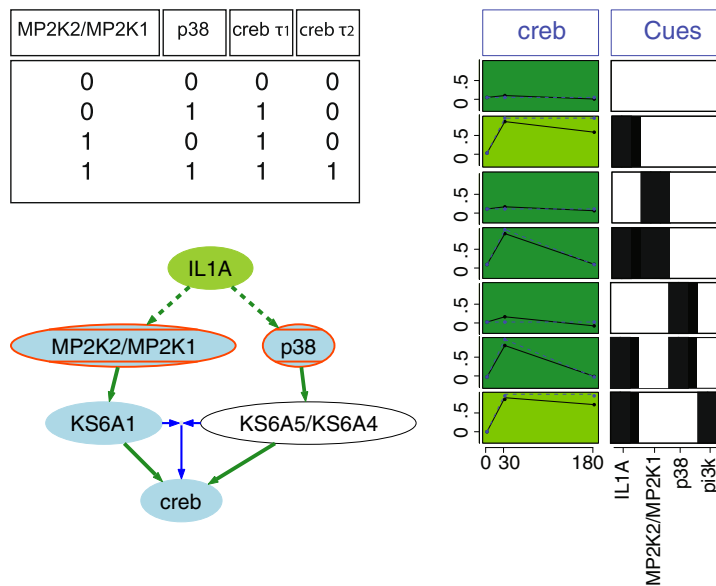 MP2K2/MP2K1 p38 creb τ1 creb τ2
0 0 0 0
0 1 1 0
1 0 1 0
1 1 1 1
IL1A
MP2K2/MP2K1 p38
KS6A1 KS6A5/KS6A4
creb
creb Cues
0 .5
0 .5
0 .5
0 .5
0 .5
0 .5
0 .5
0 30 180
IL1A
MP2K2/MP2K1
p38
pi3k